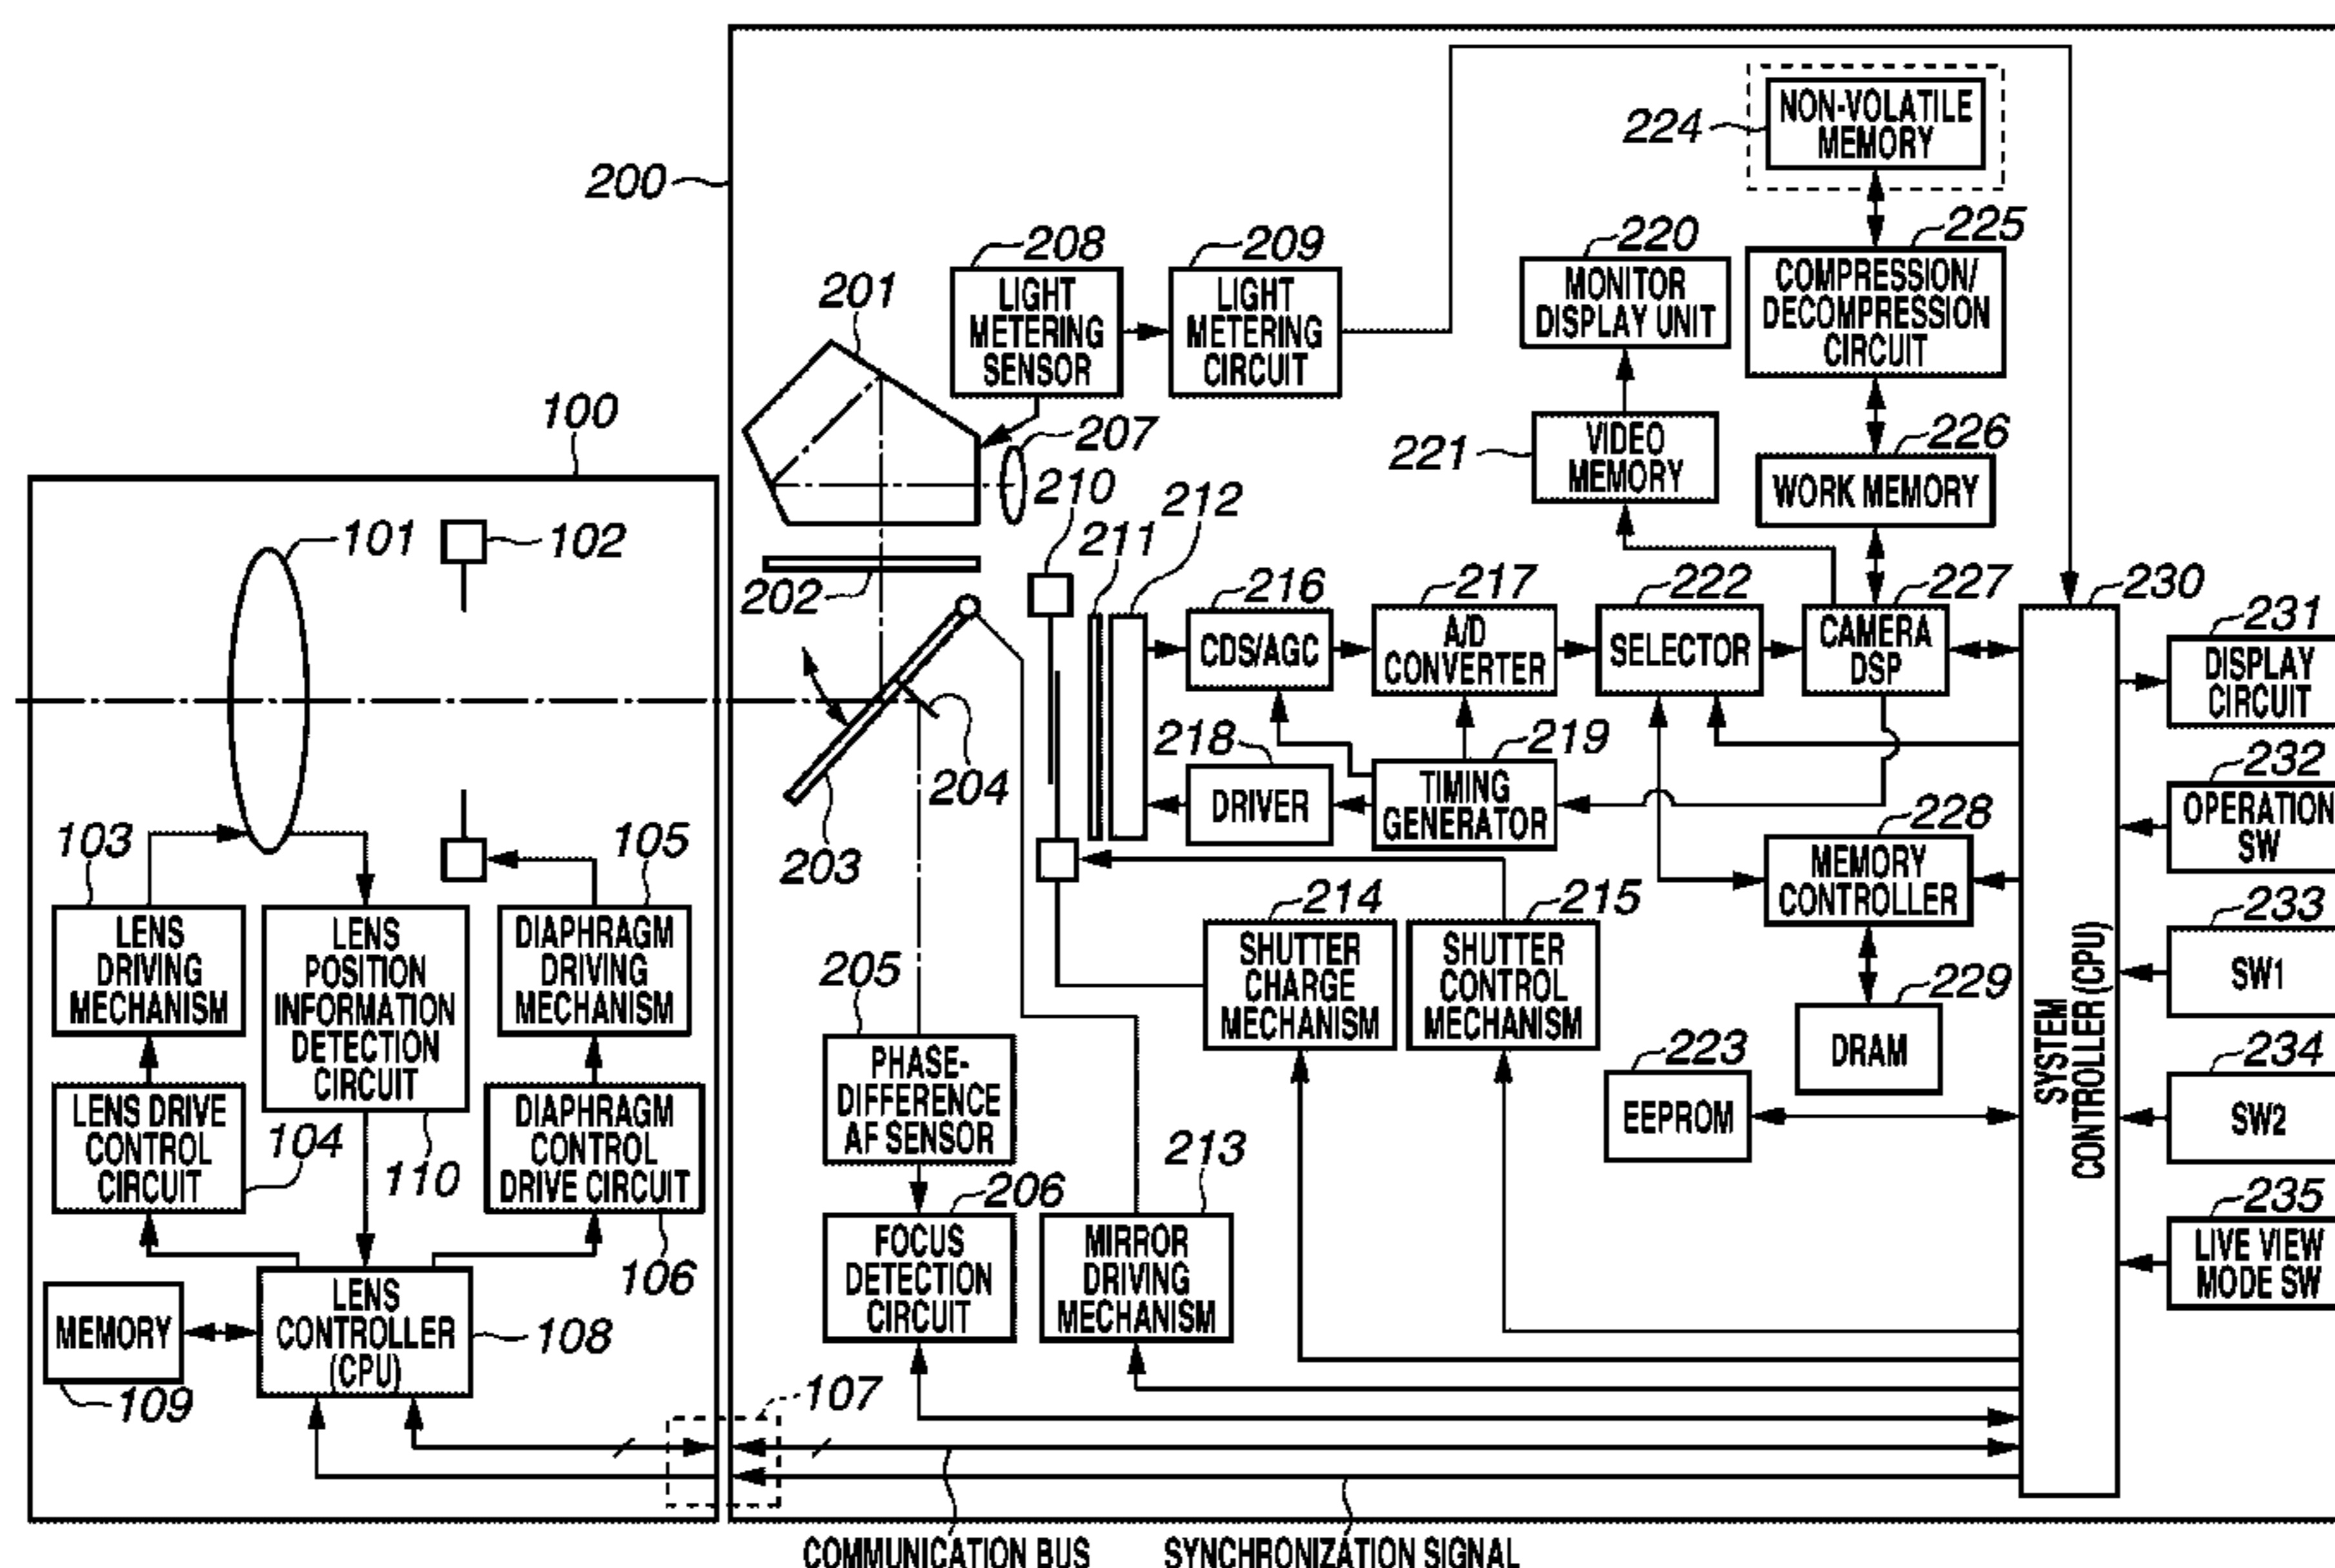 200
224
NON-VOLATILE
MEMORY
208
LIGHT
METERING
SENSOR
209
LIGHT
METERING
CIRCUIT
220
MONITOR
DISPLAY UNIT
225
COMPRESSION/
DECOMPRESSION
CIRCUIT
201
207
221
VIDEO
MEMORY
226
WORK MEMORY
100
101
102
202
210
211
212
216
CDS/AGC
217
A/D
CONVERTER
222
SELECTOR
227
CAMERA
DSP
230
SYSTEM
CONTROLLER (CPU)
231
DISPLAY
CIRCUIT
203
204
218
DRIVER
219
TIMING
GENERATOR
228
MEMORY
CONTROLLER
232
OPERATION
SW
103
LENS
DRIVING
MECHANISM
LENS
POSITION
INFORMATION
DETECTION
CIRCUIT
110
105
DIAPHRAGM
DRIVING
MECHANISM
205
PHASE-
DIFFERENCE
AF SENSOR
214
SHUTTER
CHARGE
MECHANISM
215
SHUTTER
CONTROL
MECHANISM
229
DRAM
233
SW1
223
EEPROM
234
SW2
LENS DRIVE
CONTROL
CIRCUIT
104
DIAPHRAGM
CONTROL
DRIVE CIRCUIT
106
206
FOCUS
DETECTION
CIRCUIT
213
MIRROR
DRIVING
MECHANISM
235
LIVE VIEW
MODE SW
MEMORY
109
LENS
CONTROLLER
(CPU)
108
107
COMMUNICATION BUS
SYNCHRONIZATION SIGNAL